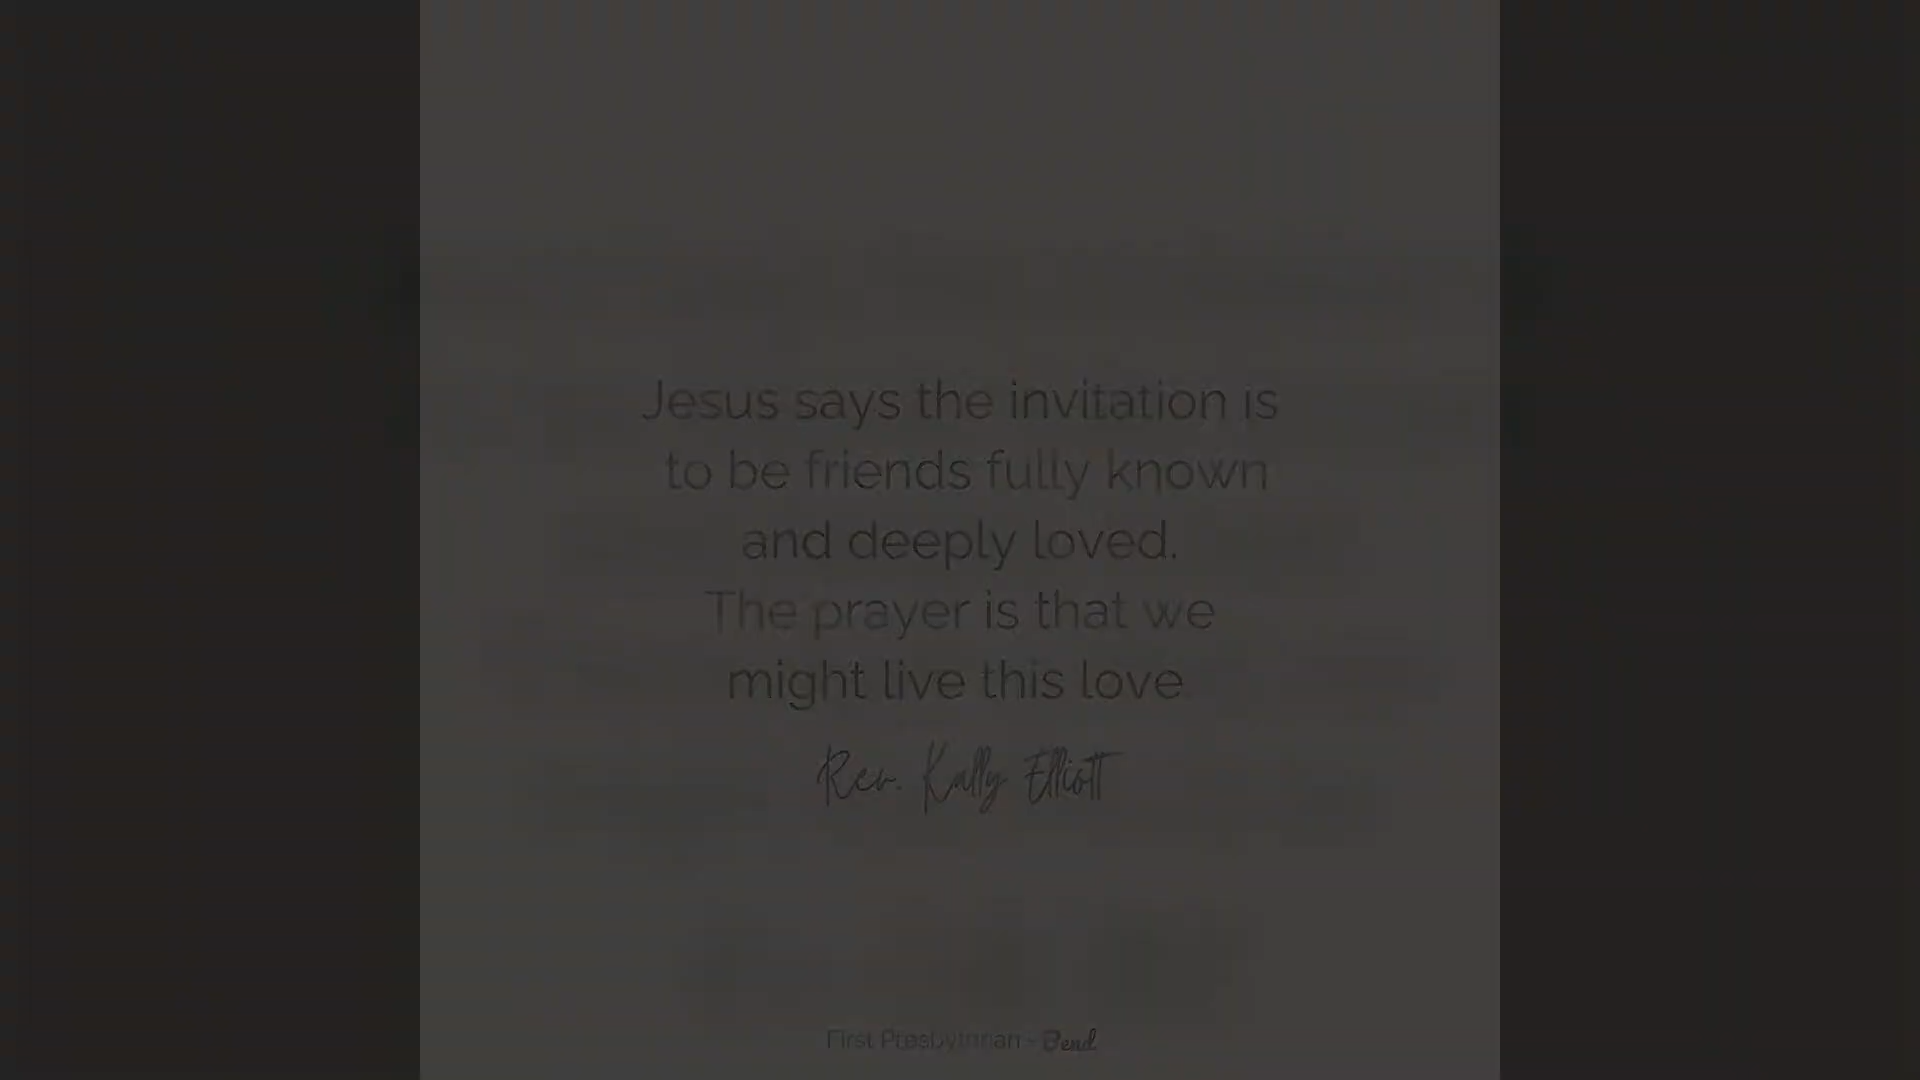 Jesus says the invitation is
to be friends fully known
and deeply loved.
The prayer is that we
might live this love
Rev. Kally Elliott
First Presbyterian - Bend